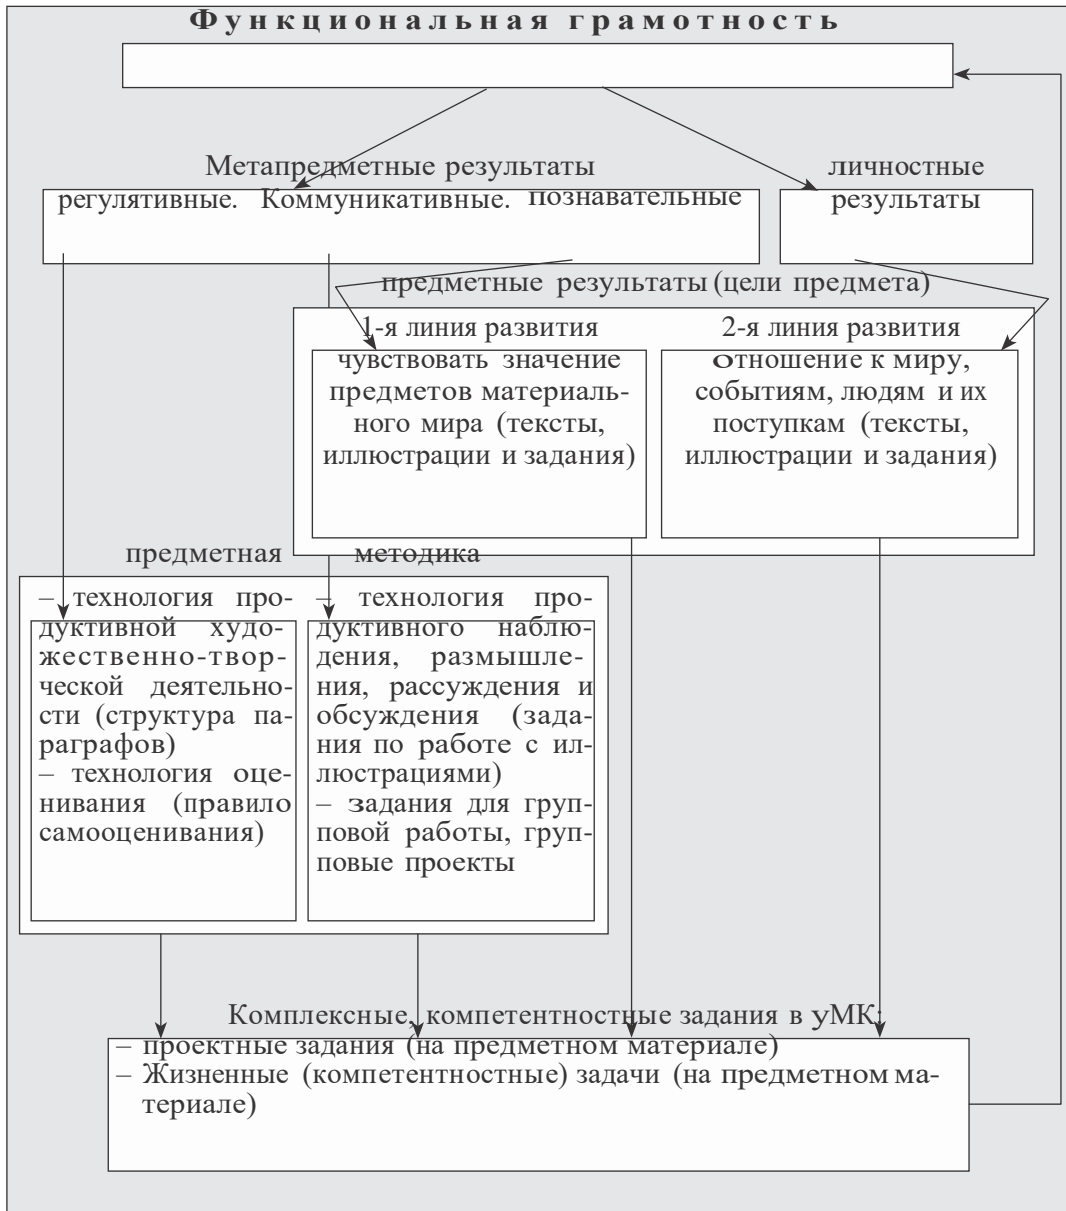 Функциональная грамотность
Метапредметные результаты
регулятивные. Коммуникативные. познавательные
личностные
результаты
предметные результаты (цели предмета)
1-я линия развития
чувствовать значение
предметов материаль-
ного мира (тексты,
иллюстрации и задания)
2-я линия развития
Отношение к миру,
событиям, людям и их
поступкам (тексты,
иллюстрации и задания)
предметная методика
– технология про-
дуктивной худо-
жественно-твор-
ческой деятельно-
сти (структура па-
раграфов)
– технология оце-
нивания (правило
самооценивания)
– технология про-
дуктивного наблю-
дения, размышле-
ния, рассуждения и
обсуждения (зада-
ния по работе с ил-
люстрациями)
– задания для груп-
повой работы, груп-
повые проекты
Комплексные, компетентностные задания в уМК:
– проектные задания (на предметном материале)
– Жизненные (компетентностные) задачи (на предметном ма-
териале)